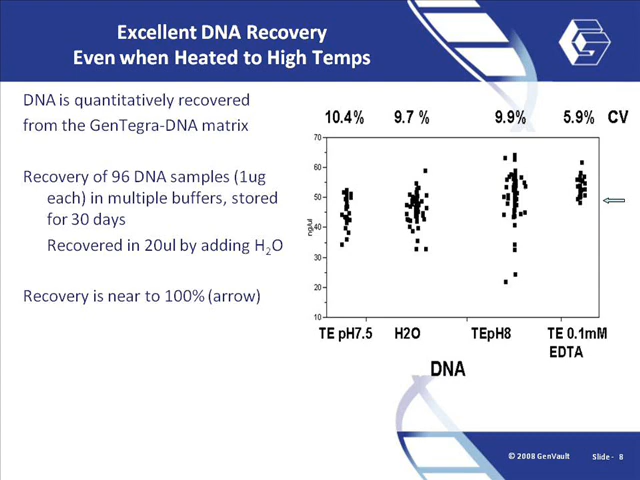 Excellent DNA Recovery
Even when Heated to High Temps
DNA is quantitatively recovered
from the GenTegra-DNA matrix
Recovery of 96 DNA samples (1ug
each) in multiple buffers, stored
for 30 days
Recovered in 20ul by adding H2O
Recovery is near to 100% (arrow)
10.4% 9.7 % 9.9% 5.9% CV
70
60
50
40
30
20
10
ng/ul
TE pH7.5 H2O TEpH8 TE 0.1mM
EDTA
DNA
© 2008 GenVault Slide - 8